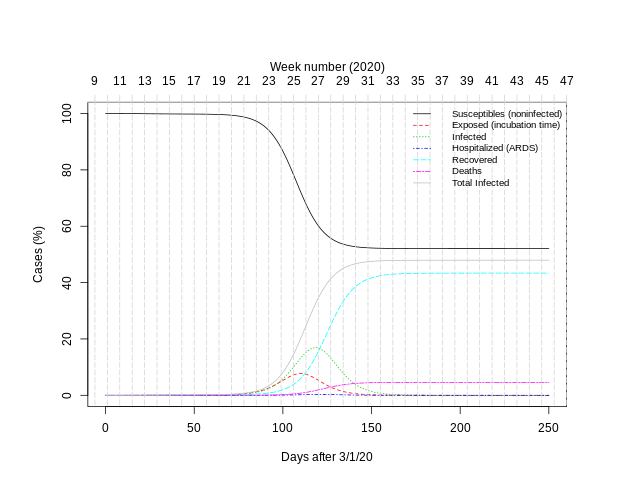 Week number (2020)
9 11 13 15 17 19 21 23 25 27 29 31 33 35 37 39 41 43 45 47
Susceptibles (noninfected)
Exposed (incubation time)
Infected
Hospitalized (ARDS)
Recovered
Deaths
Total Infected
Cases (%)
100
80
60
40
20
0
0 50 100 150 200 250
Days after 3/1/20